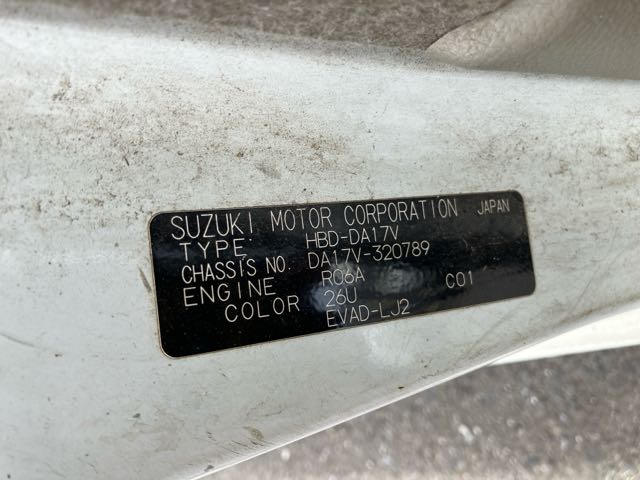 SUZUKI MOTOR CORPORATION JAPAN
TYPE HBD-DA17V
CHASSIS NO. DA17V-320789
ENGINE R06A C01
COLOR 26U
EVAD-LJ2